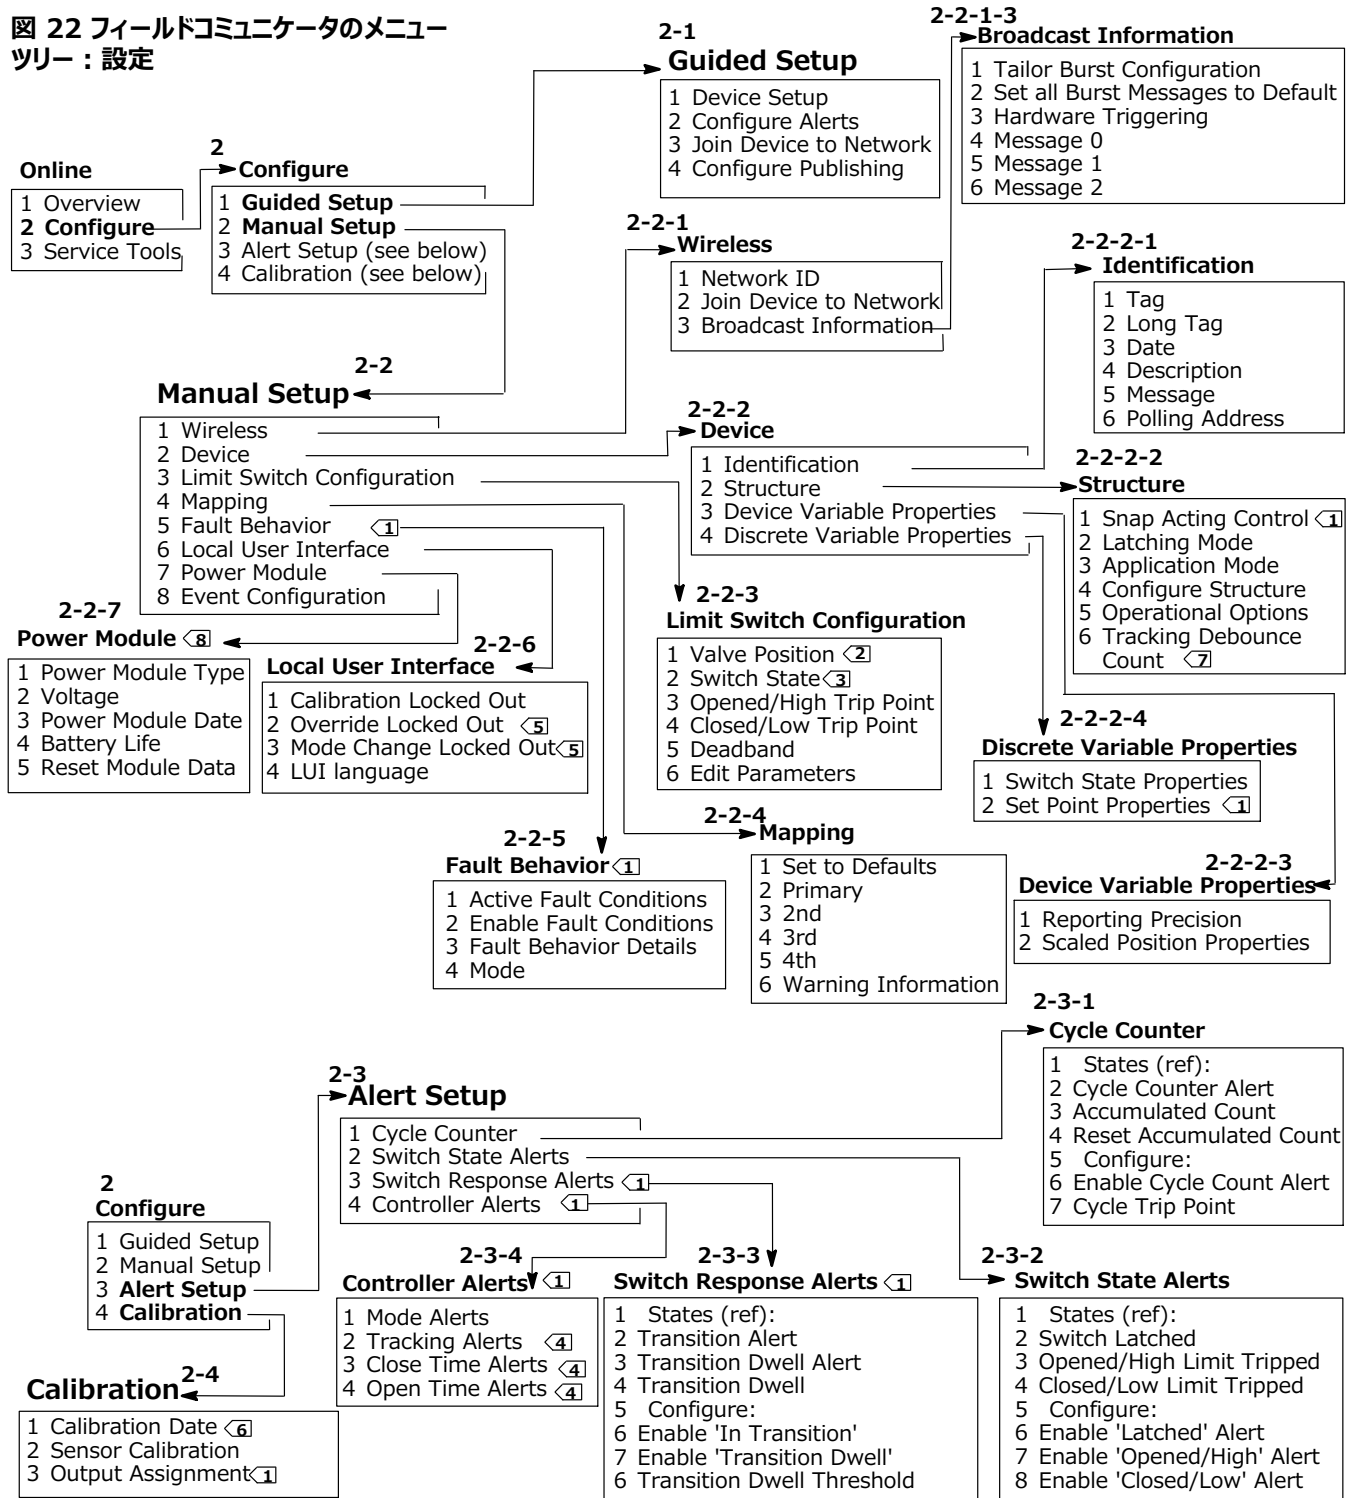 図 22 フィールドコミュニケータのメニュー
ツリー：設定
Online
1 Overview
2 Configure
3 Service Tools
2
Configure
1 Guided Setup
2 Manual Setup
3 Alert Setup (see below)
4 Calibration (see below)
2-1
Guided Setup
1 Device Setup
2 Configure Alerts
3 Join Device to Network
4 Configure Publishing
2-2-1-3
Broadcast Information
1 Tailor Burst Configuration
2 Set all Burst Messages to Default
3 Hardware Triggering
4 Message 0
5 Message 1
6 Message 2
2-2-1
Wireless
1 Network ID
2 Join Device to Network
3 Broadcast Information
2-2-2-1
Identification
1 Tag
2 Long Tag
3 Date
4 Description
5 Message
6 Polling Address
2-2
Manual Setup
1 Wireless
2 Device
3 Limit Switch Configuration
4 Mapping
5 Fault Behavior 1
6 Local User Interface
7 Power Module
8 Event Configuration
2-2-2
Device
1 Identification
2 Structure
3 Device Variable Properties
4 Discrete Variable Properties
2-2-2-2
Structure
1 Snap Acting Control 1
2 Latching Mode
3 Application Mode
4 Configure Structure
5 Operational Options
6 Tracking Debounce
Count 7
2-2-7
Power Module 8
1 Power Module Type
2 Voltage
3 Power Module Date
4 Battery Life
5 Reset Module Data
2-2-6
Local User Interface
1 Calibration Locked Out
2 Override Locked Out 5
3 Mode Change Locked Out 5
4 LUI language
2-2-3
Limit Switch Configuration
1 Valve Position 2
2 Switch State 3
3 Opened/High Trip Point
4 Closed/Low Trip Point
5 Deadband
6 Edit Parameters
2-2-2-4
Discrete Variable Properties
1 Switch State Properties
2 Set Point Properties 1
2-2-5
Fault Behavior 1
1 Active Fault Conditions
2 Enable Fault Conditions
3 Fault Behavior Details
4 Mode
2-2-4
Mapping
1 Set to Defaults
2 Primary
3 2nd
4 3rd
5 4th
6 Warning Information
2-2-2-3
Device Variable Properties
1 Reporting Precision
2 Scaled Position Properties
2-3-1
Cycle Counter
1 States (ref):
2 Cycle Counter Alert
3 Accumulated Count
4 Reset Accumulated Count
5 Configure:
6 Enable Cycle Count Alert
7 Cycle Trip Point
2-3
Alert Setup
1 Cycle Counter
2 Switch State Alerts
3 Switch Response Alerts 1
4 Controller Alerts 1
2
Configure
1 Guided Setup
2 Manual Setup
3 Alert Setup
4 Calibration
2-3-4
Controller Alerts 1
1 Mode Alerts
2 Tracking Alerts 4
3 Close Time Alerts 4
4 Open Time Alerts 4
2-3-3
Switch Response Alerts 1
1 States (ref):
2 Transition Alert
3 Transition Dwell Alert
4 Transition Dwell
5 Configure:
6 Enable 'In Transition'
7 Enable 'Transition Dwell'
6 Transition Dwell Threshold
2-3-2
Switch State Alerts
1 States (ref):
2 Switch Latched
3 Opened/High Limit Tripped
4 Closed/Low Limit Tripped
5 Configure:
6 Enable 'Latched' Alert
7 Enable 'Opened/High' Alert
8 Enable 'Closed/Low' Alert
2-4
Calibration
1 Calibration Date 6
2 Sensor Calibration
3 Output Assignment 1